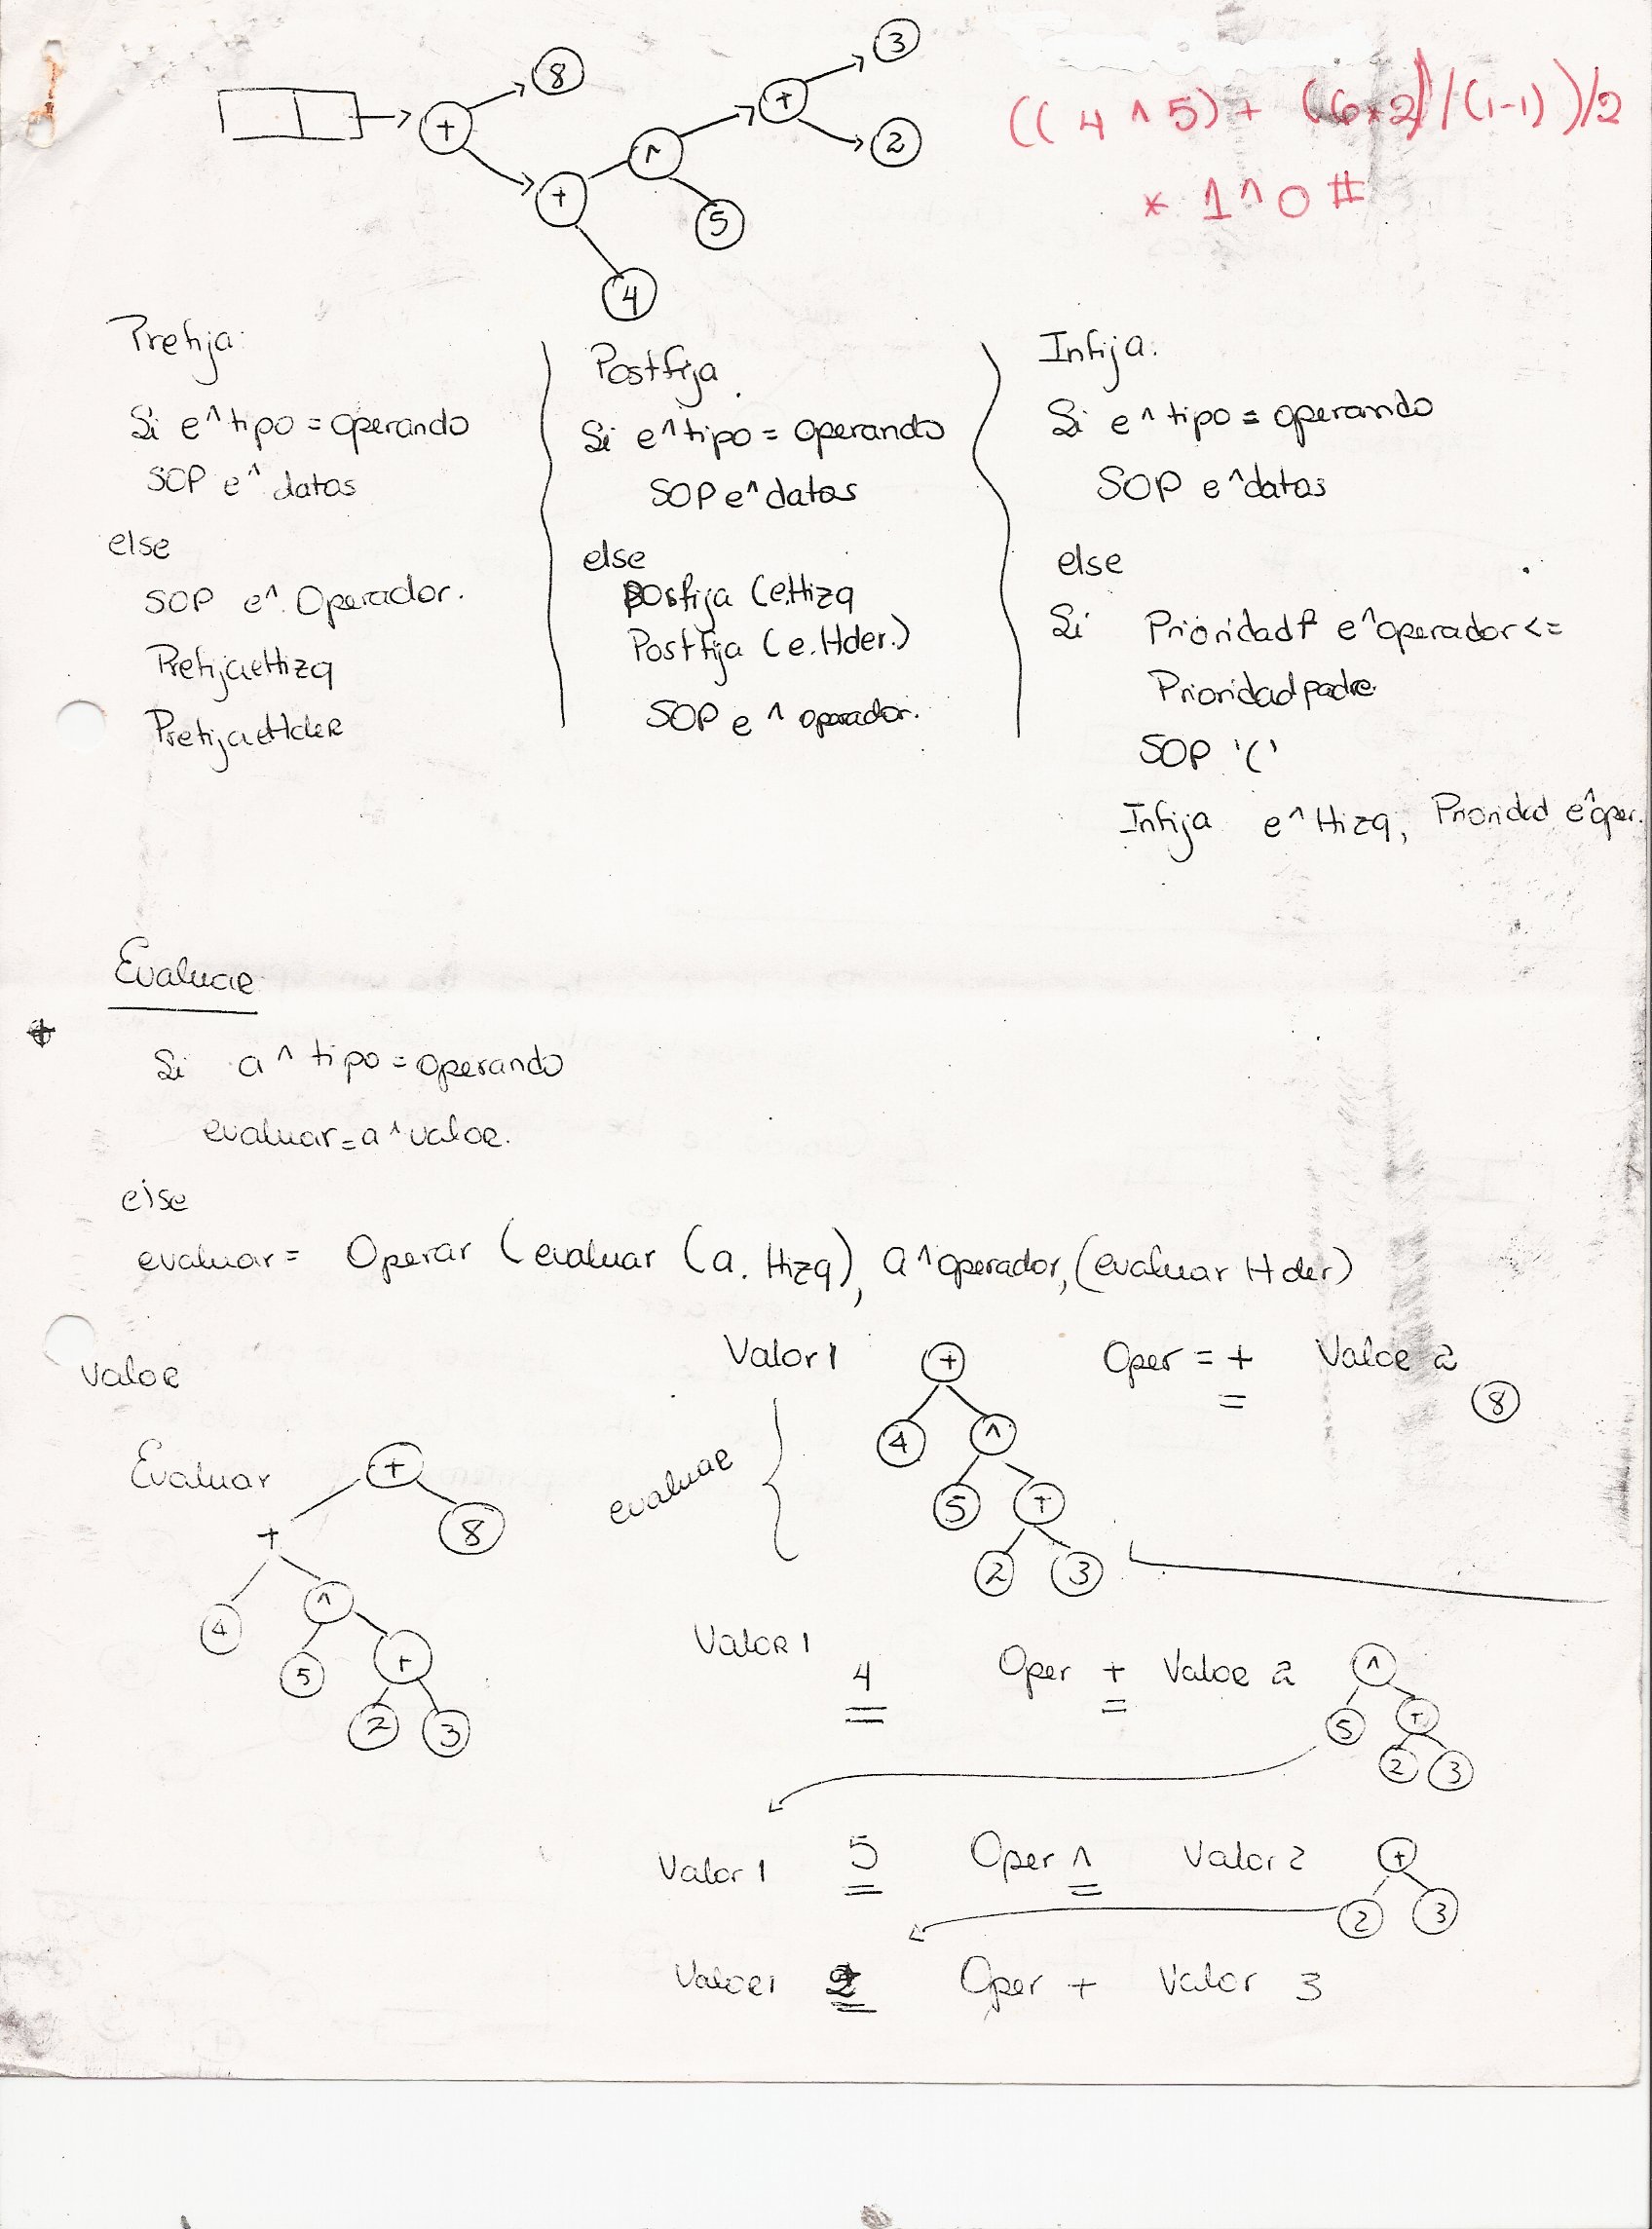 8
3
+
+
^
2
+
5
4
((4 ^ 5) + (6*2)/(1-1))/2
* 1 ^ 0 #
Prefija:
Si e^tipo = operando
SOP e^datos
else
SOP e^. Operador.
Prefija e Hizq
Prefija e Hder
Postfija
Si e^tipo = operando
SOP e^datos
else
Postfija (e.Hizq
Postfija (e.Hder.)
SOP e^operador.
Infija.
Si e^tipo = operando
SOP e^datos
else
Si Prioridad e^operador <=
Prioridad padre
SOP '('
Infija e^Hizq, Prioridad e^oper.
Evaluar
Si a^tipo = operando
evaluar = a^valor.
else
evaluar = Operar (evaluar (a. Hizq), a^operador, (evaluar Hder)
Valor
Evaluar
+
+ 8
4 ^
5 +
2 3
Valor 1 + Oper = + Valor 2
8
evaluar
4 ^
5 +
2 3
Valor 1 4 Oper + Valor 2 ^
5 +
2 3
Valor 1 5 Oper ^ Valor 2 +
2 3
Valor 1 2 Oper + Valor 3